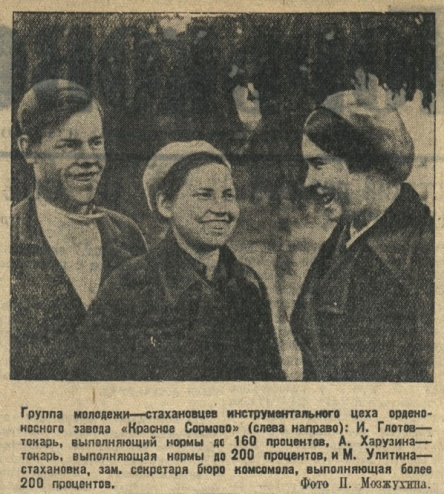 Группа молодежи—стахановцев инструментального цеха ордено-
носного завода «Красное Сормово» (слева направо): И. Глотов—
токарь, выполняющий нормы до 160 процентов, А. Харузина—
токарь, выполняющая нормы до 200 процентов, и М. Улитина—
стахановка, зам. секретаря бюро комсомола, выполняющая более
200 процентов. Фото П. Мозжухина.